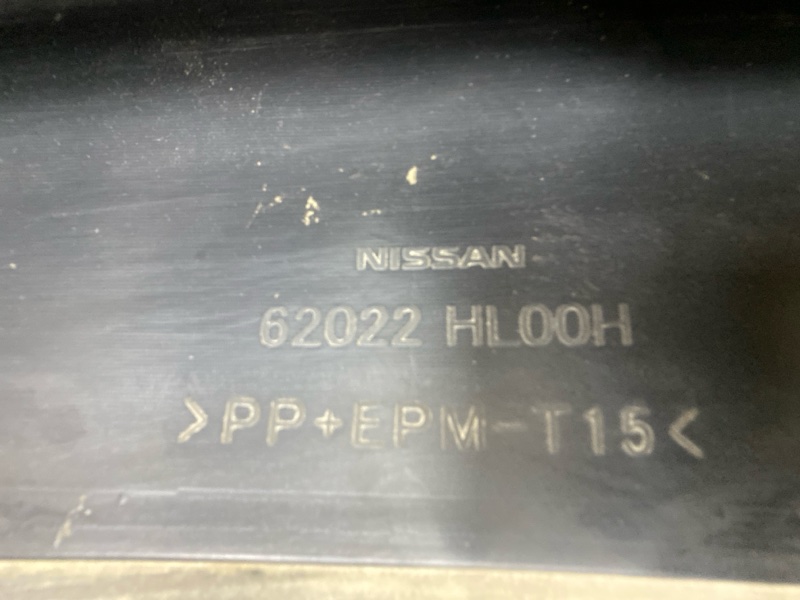 NISSAN
62022 HL00H
>PP+EPM-T15<